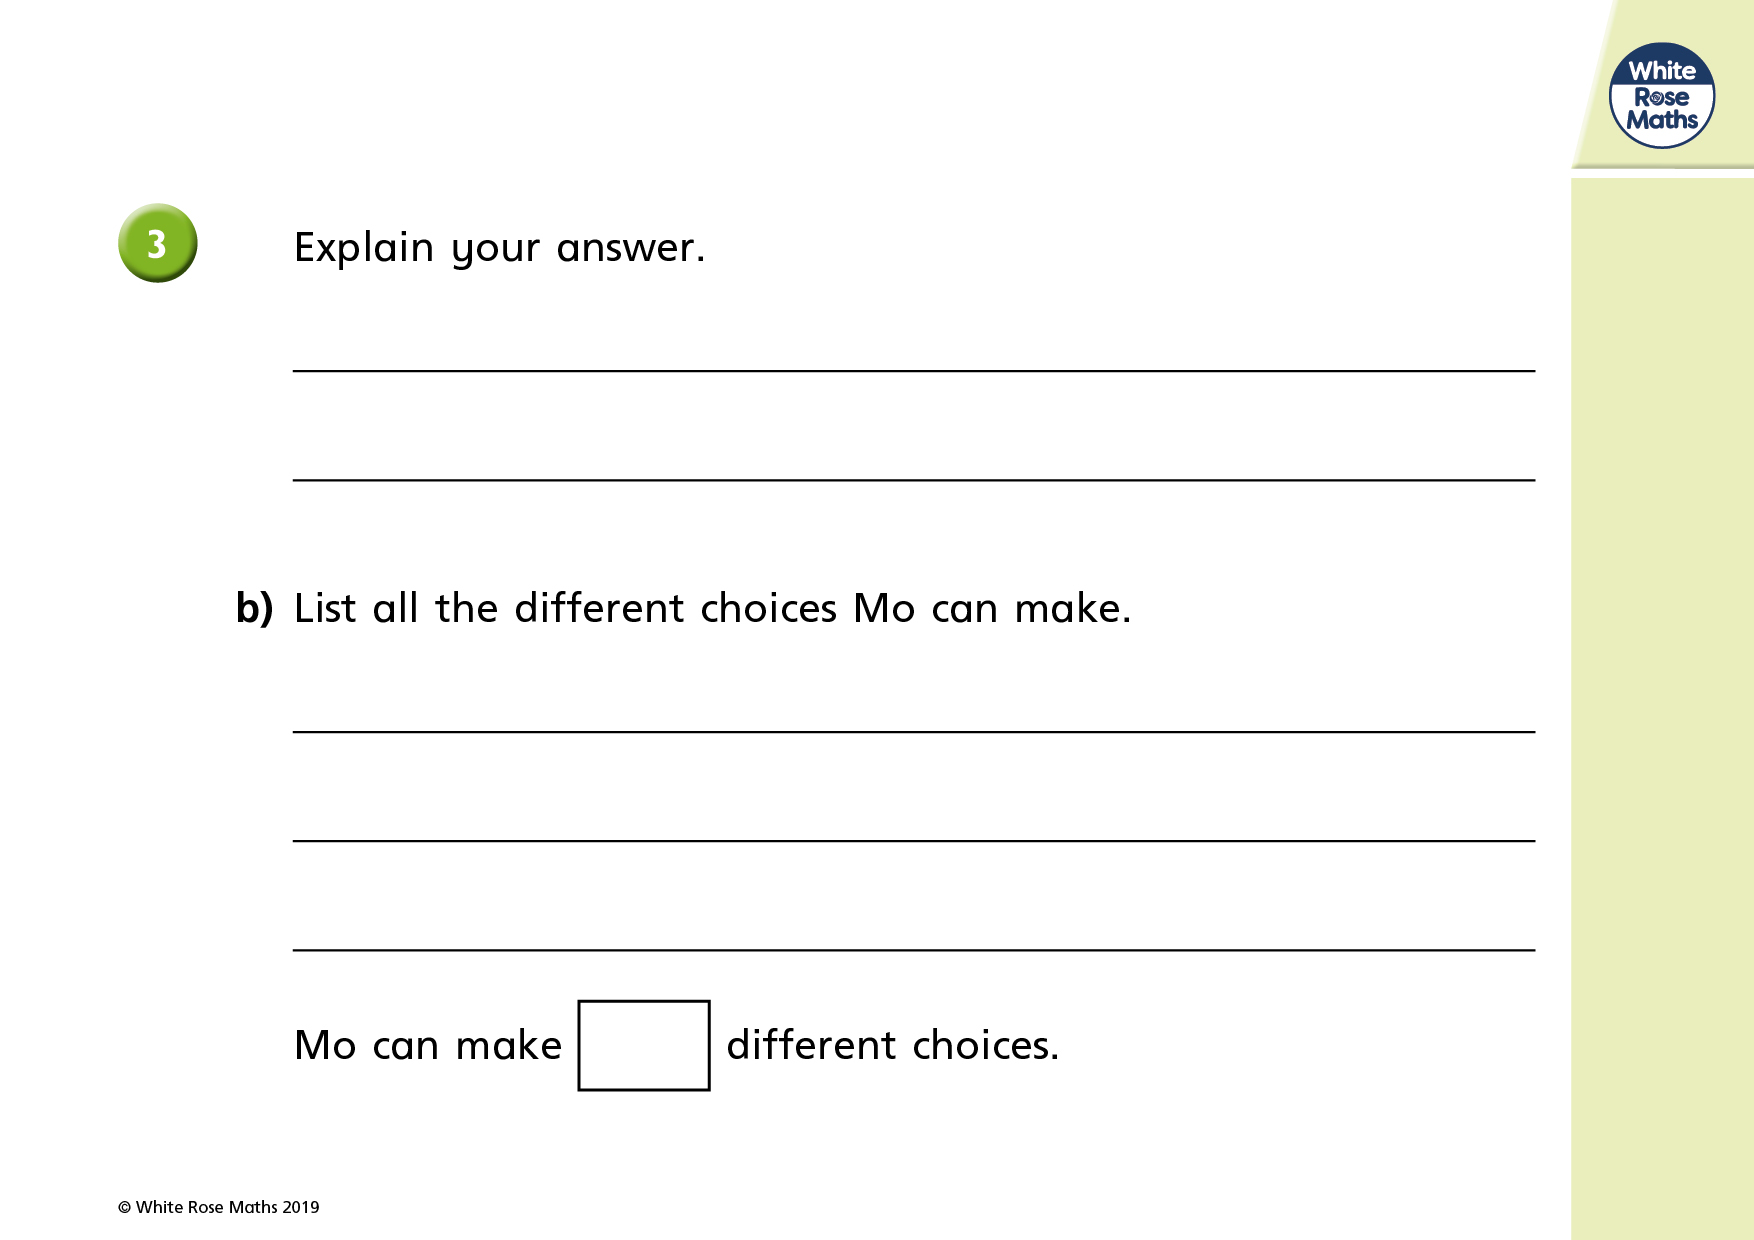 White
Rose
Maths
3 Explain your answer.
b) List all the different choices Mo can make.
Mo can make different choices.
© White Rose Maths 2019